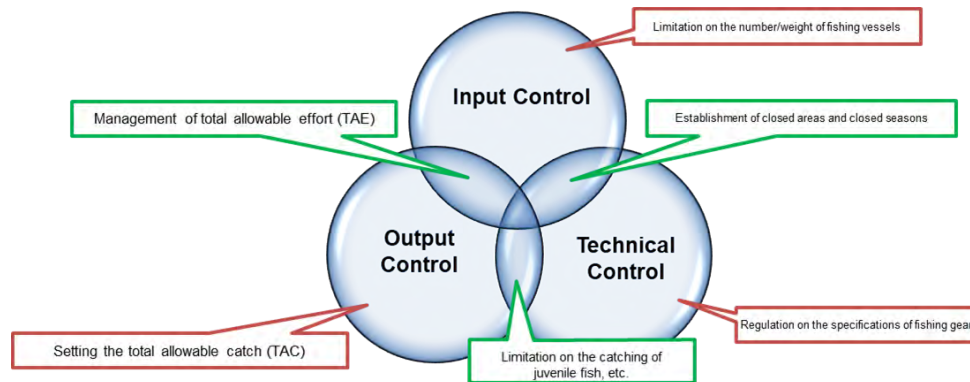 Limitation on the number/weight of fishing vessels
Input Control
Management of total allowable effort (TAE)
Establishment of closed areas and closed seasons
Output
Control
Technical
Control
Setting the total allowable catch (TAC)
Limitation on the catching of
juvenile fish, etc.
Regulation on the specifications of fishing gear